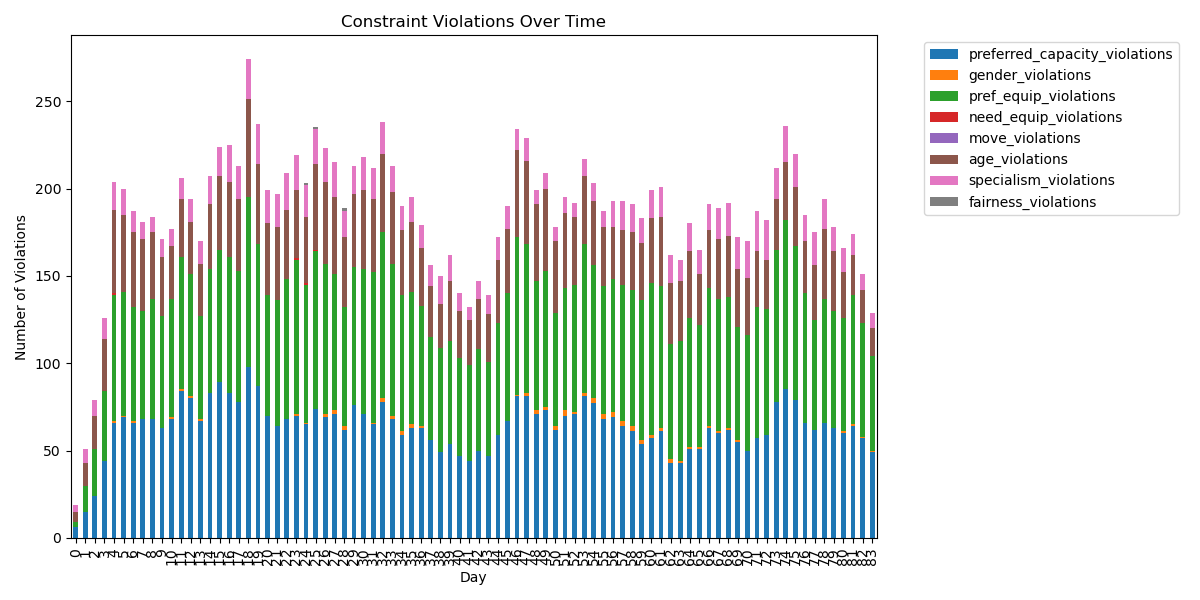 Constraint Violations Over Time
Number of Violations
250
200
150
100
50
0
0 1 2 3 4 5 6 7 8 9 10 11 12 13 14 15 16 17 18 19 20 21 22 23 24 25 26 27 28 29 30 31 32 33 34 35 36 37 38 39 40 41 42 43 44 45 46 47 48 49 50 51 52 53 54 55 56 57 58 59 60 61 62 63 64 65 66 67 68 69 70 71 72 73 74 75 76 77 78 79 80 81 82 83
Day
preferred_capacity_violations
gender_violations
pref_equip_violations
need_equip_violations
move_violations
age_violations
specialism_violations
fairness_violations